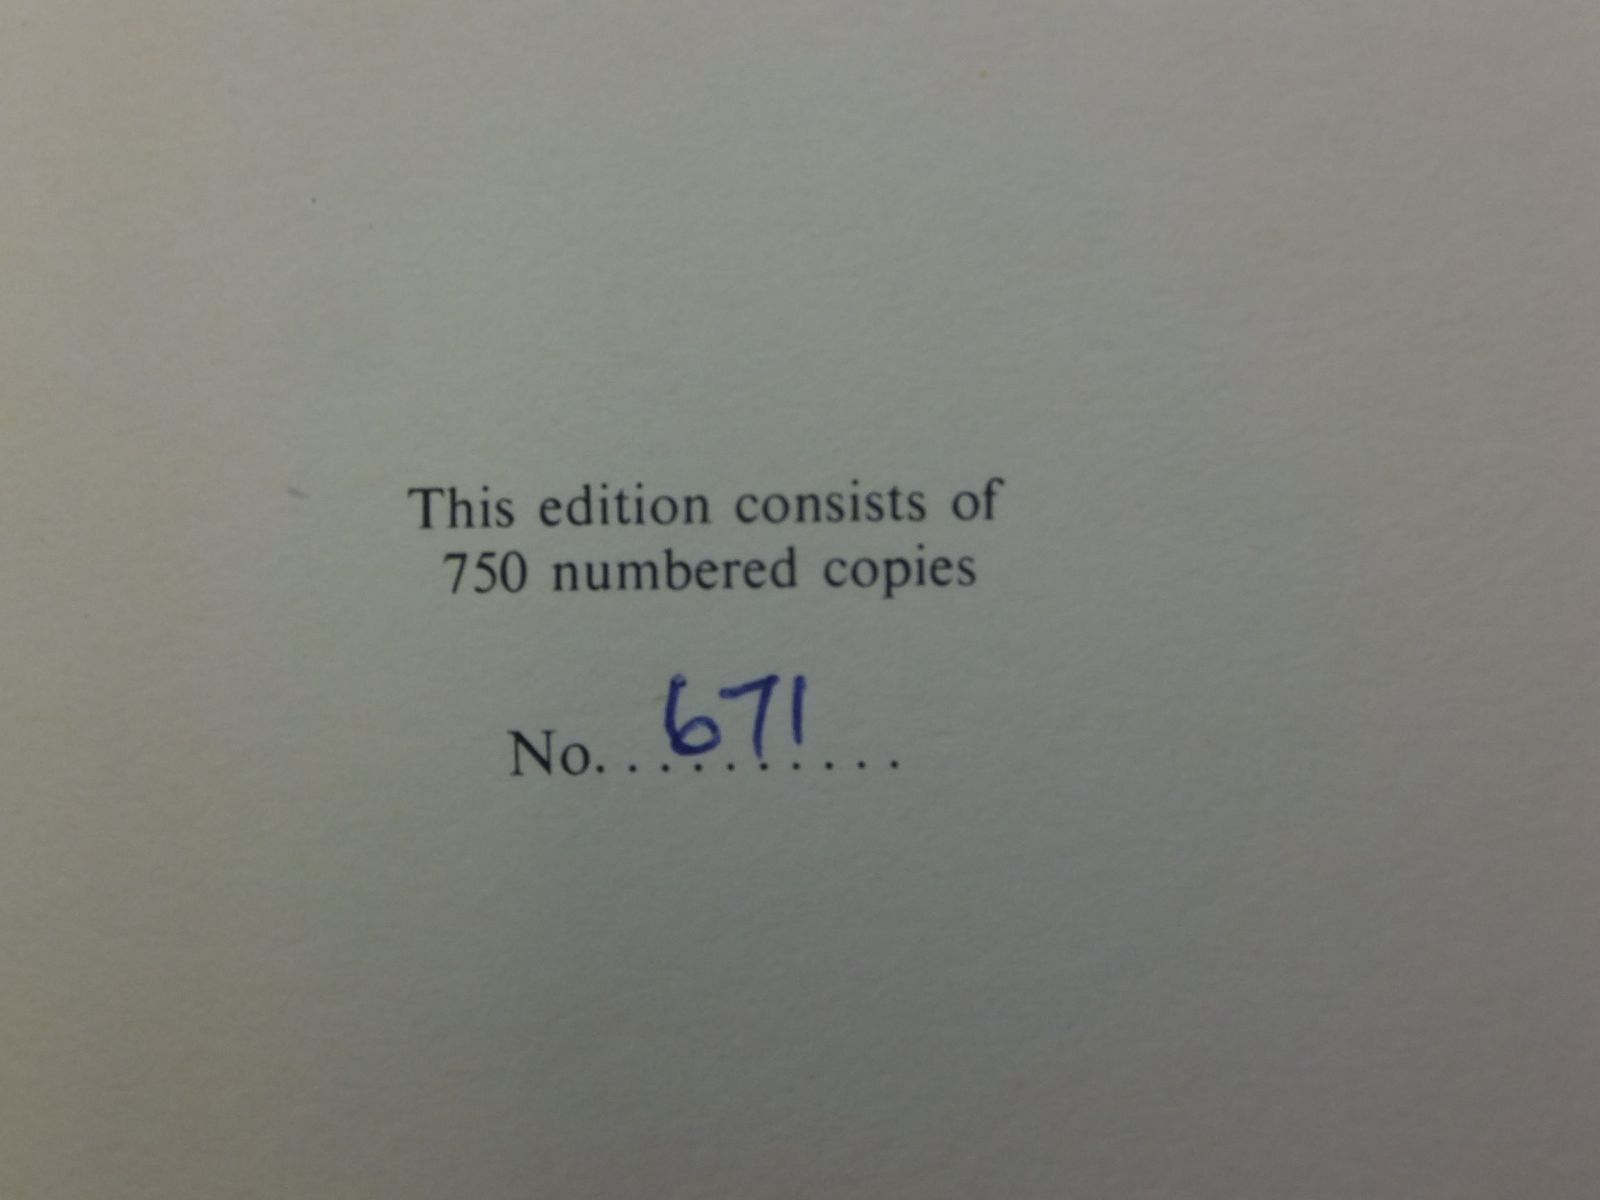 This edition consists of
750 numbered copies
No. 671..........